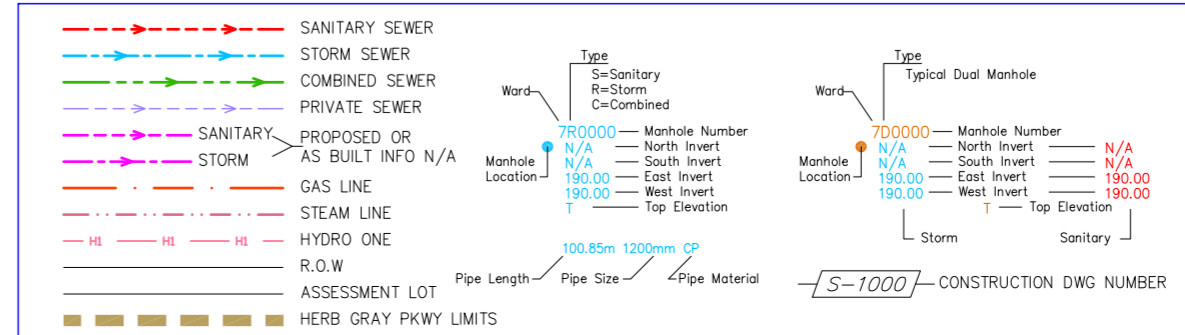 SANITARY SEWER
STORM SEWER
COMBINED SEWER
PRIVATE SEWER
SANITARY
STORM
PROPOSED OR
AS BUILT INFO N/A
GAS LINE
STEAM LINE
H1 H1 H1 HYDRO ONE
R.O.W
ASSESSMENT LOT
HERB GRAY PKWY LIMITS
Type
S=Sanitary
R=Storm
C=Combined
Ward
7R0000 Manhole Number
N/A North Invert
N/A South Invert
190.00 East Invert
190.00 West Invert
T Top Elevation
Manhole
Location
100.85m 1200mm CP
Pipe Length Pipe Size Pipe Material
Type
Typical Dual Manhole
Ward
7D0000 Manhole Number
N/A North Invert N/A
N/A South Invert N/A
190.00 East Invert 190.00
190.00 West Invert 190.00
T Top Elevation
Manhole
Location
Storm Sanitary
S-1000 CONSTRUCTION DWG NUMBER